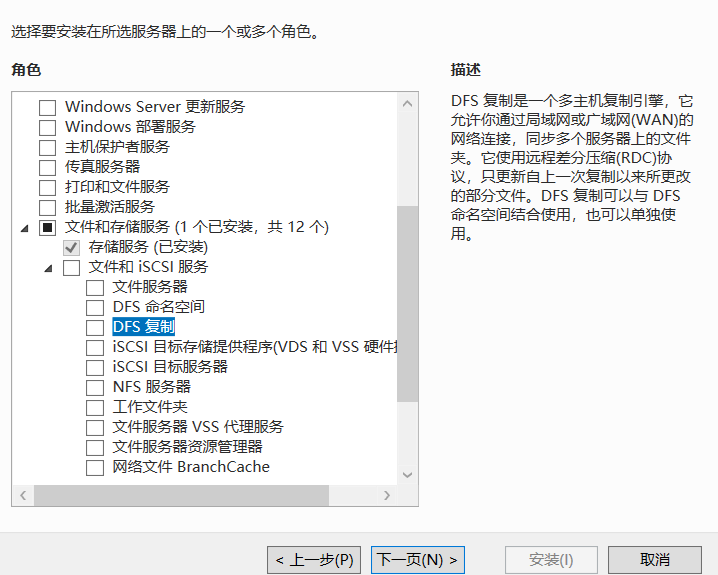 选择要安装在所选服务器上的一个或多个角色。
角色
Windows Server 更新服务
Windows 部署服务
主机保护者服务
传真服务器
打印和文件服务
批量激活服务
文件和存储服务 (1 个已安装，共 12 个)
存储服务 (已安装)
文件和 iSCSI 服务
文件服务器
DFS 命名空间
DFS 复制
iSCSI 目标存储提供程序(VDS 和 VSS 硬件
iSCSI 目标服务器
NFS 服务器
工作文件夹
文件服务器 VSS 代理服务
文件服务器资源管理器
网络文件 BranchCache
描述
DFS 复制是一个多主机复制引擎，它
允许你通过局域网或广域网(WAN)的
网络连接，同步多个服务器上的文件
夹。它使用远程差分压缩(RDC)协
议，只更新自上一次复制以来所更改
的部分文件。DFS 复制可以与 DFS
命名空间结合使用，也可以单独使
用。
< 上一步(P)
下一页(N) >
安装(I)
取消